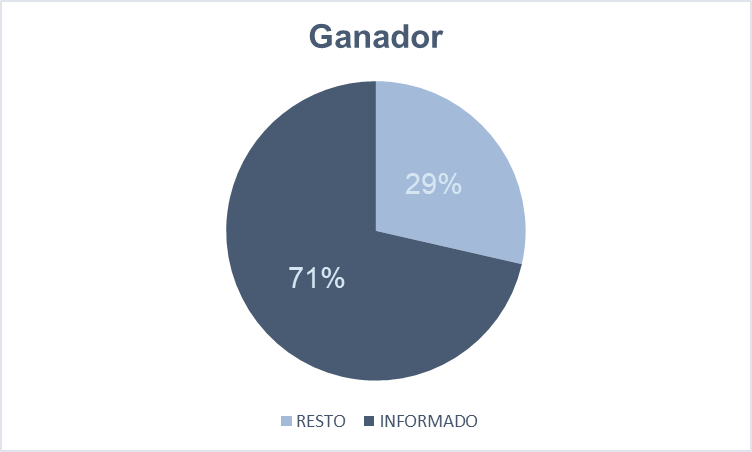 Ganador
29%
71%
RESTO INFORMADO